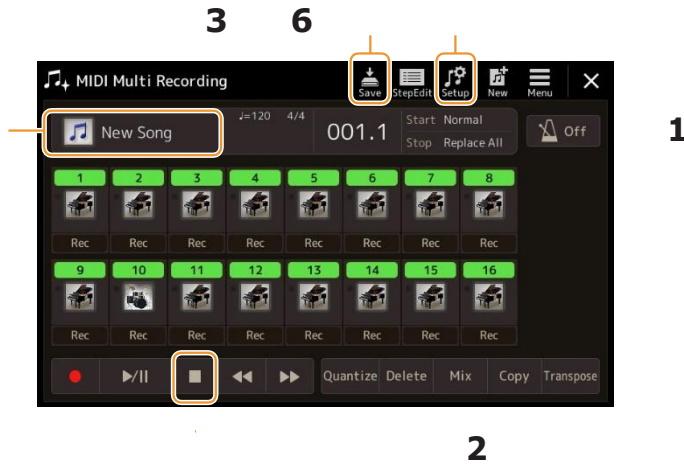 3 6
MIDI Multi Recording Save StepEdit Setup New Menu
New Song ♩=120 4/4 001.1 Start Normal Off
Stop Replace All
1
1 2 3 4 5 6 7 8
Rec Rec Rec Rec Rec Rec Rec Rec
9 10 11 12 13 14 15 16
Rec Rec Rec Rec Rec Rec Rec Rec
Quantize Delete Mix Copy Transpose
2